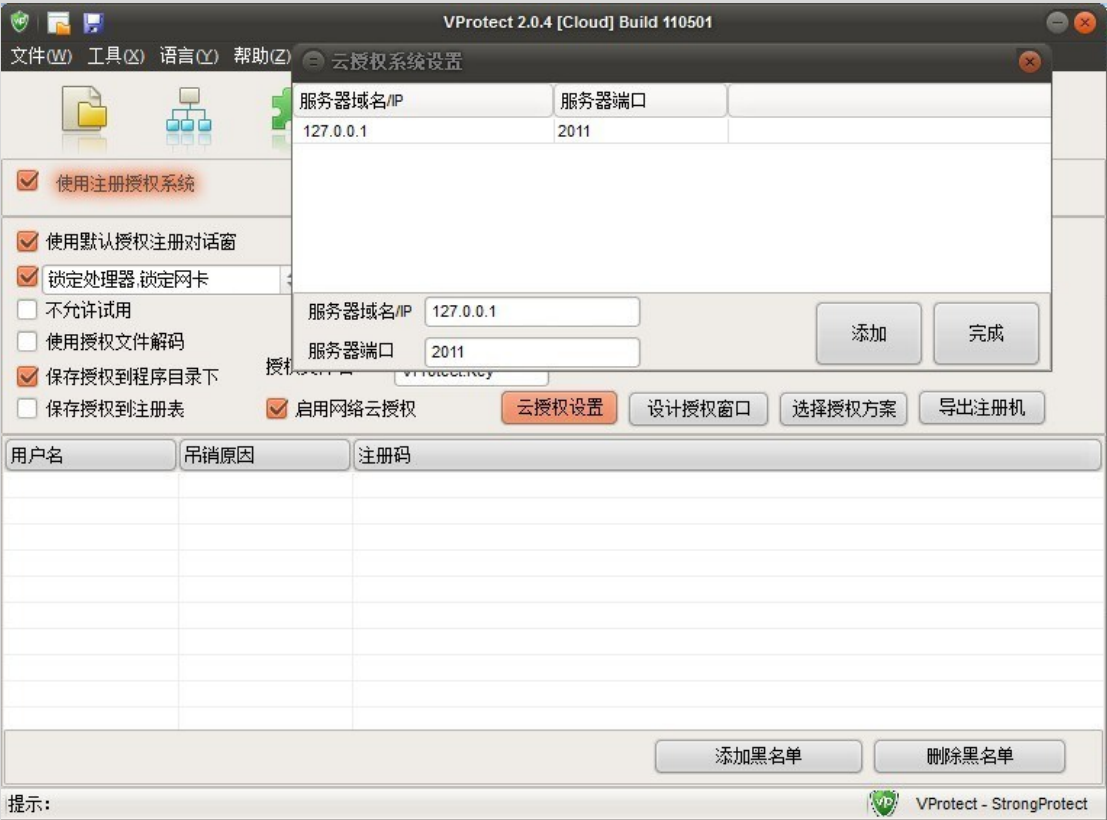 VProtect 2.0.4 [Cloud] Build 110501
文件(W) 工具(X) 语言(Y) 帮助(Z)
云授权系统设置
服务器域名/IP 服务器端口
127.0.0.1 2011
使用注册授权系统
使用默认授权注册对话窗
锁定处理器,锁定网卡
不允许试用
服务器域名/IP 127.0.0.1
添加 完成
使用授权文件解码
服务器端口 2011
保存授权到程序目录下
VProtect.Key
保存授权到注册表 启用网络云授权 云授权设置 设计授权窗口 选择授权方案 导出注册机
用户名 吊销原因 注册码
添加黑名单 删除黑名单
提示: VP VProtect - StrongProtect